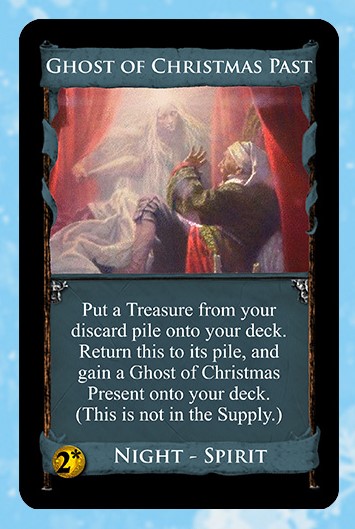 Ghost of Christmas Past
Put a Treasure from your
discard pile onto your deck.
Return this to its pile, and
gain a Ghost of Christmas
Present onto your deck.
(This is not in the Supply.)
2*
Night - Spirit